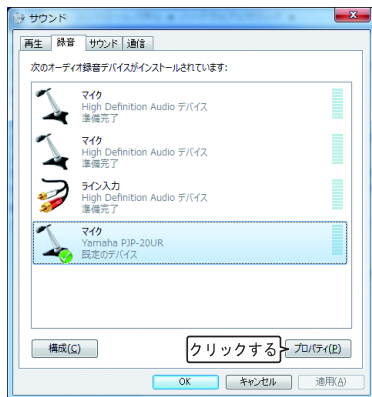 サウンド
再生 録音 サウンド 通信
次のオーディオ録音デバイスがインストールされています:
マイク
High Definition Audio デバイス
準備完了
マイク
High Definition Audio デバイス
準備完了
ライン入力
High Definition Audio デバイス
準備完了
マイク
Yamaha PJP-20UR
既定のデバイス
構成(C) クリックする プロパティ(P)
OK キャンセル 適用(A)